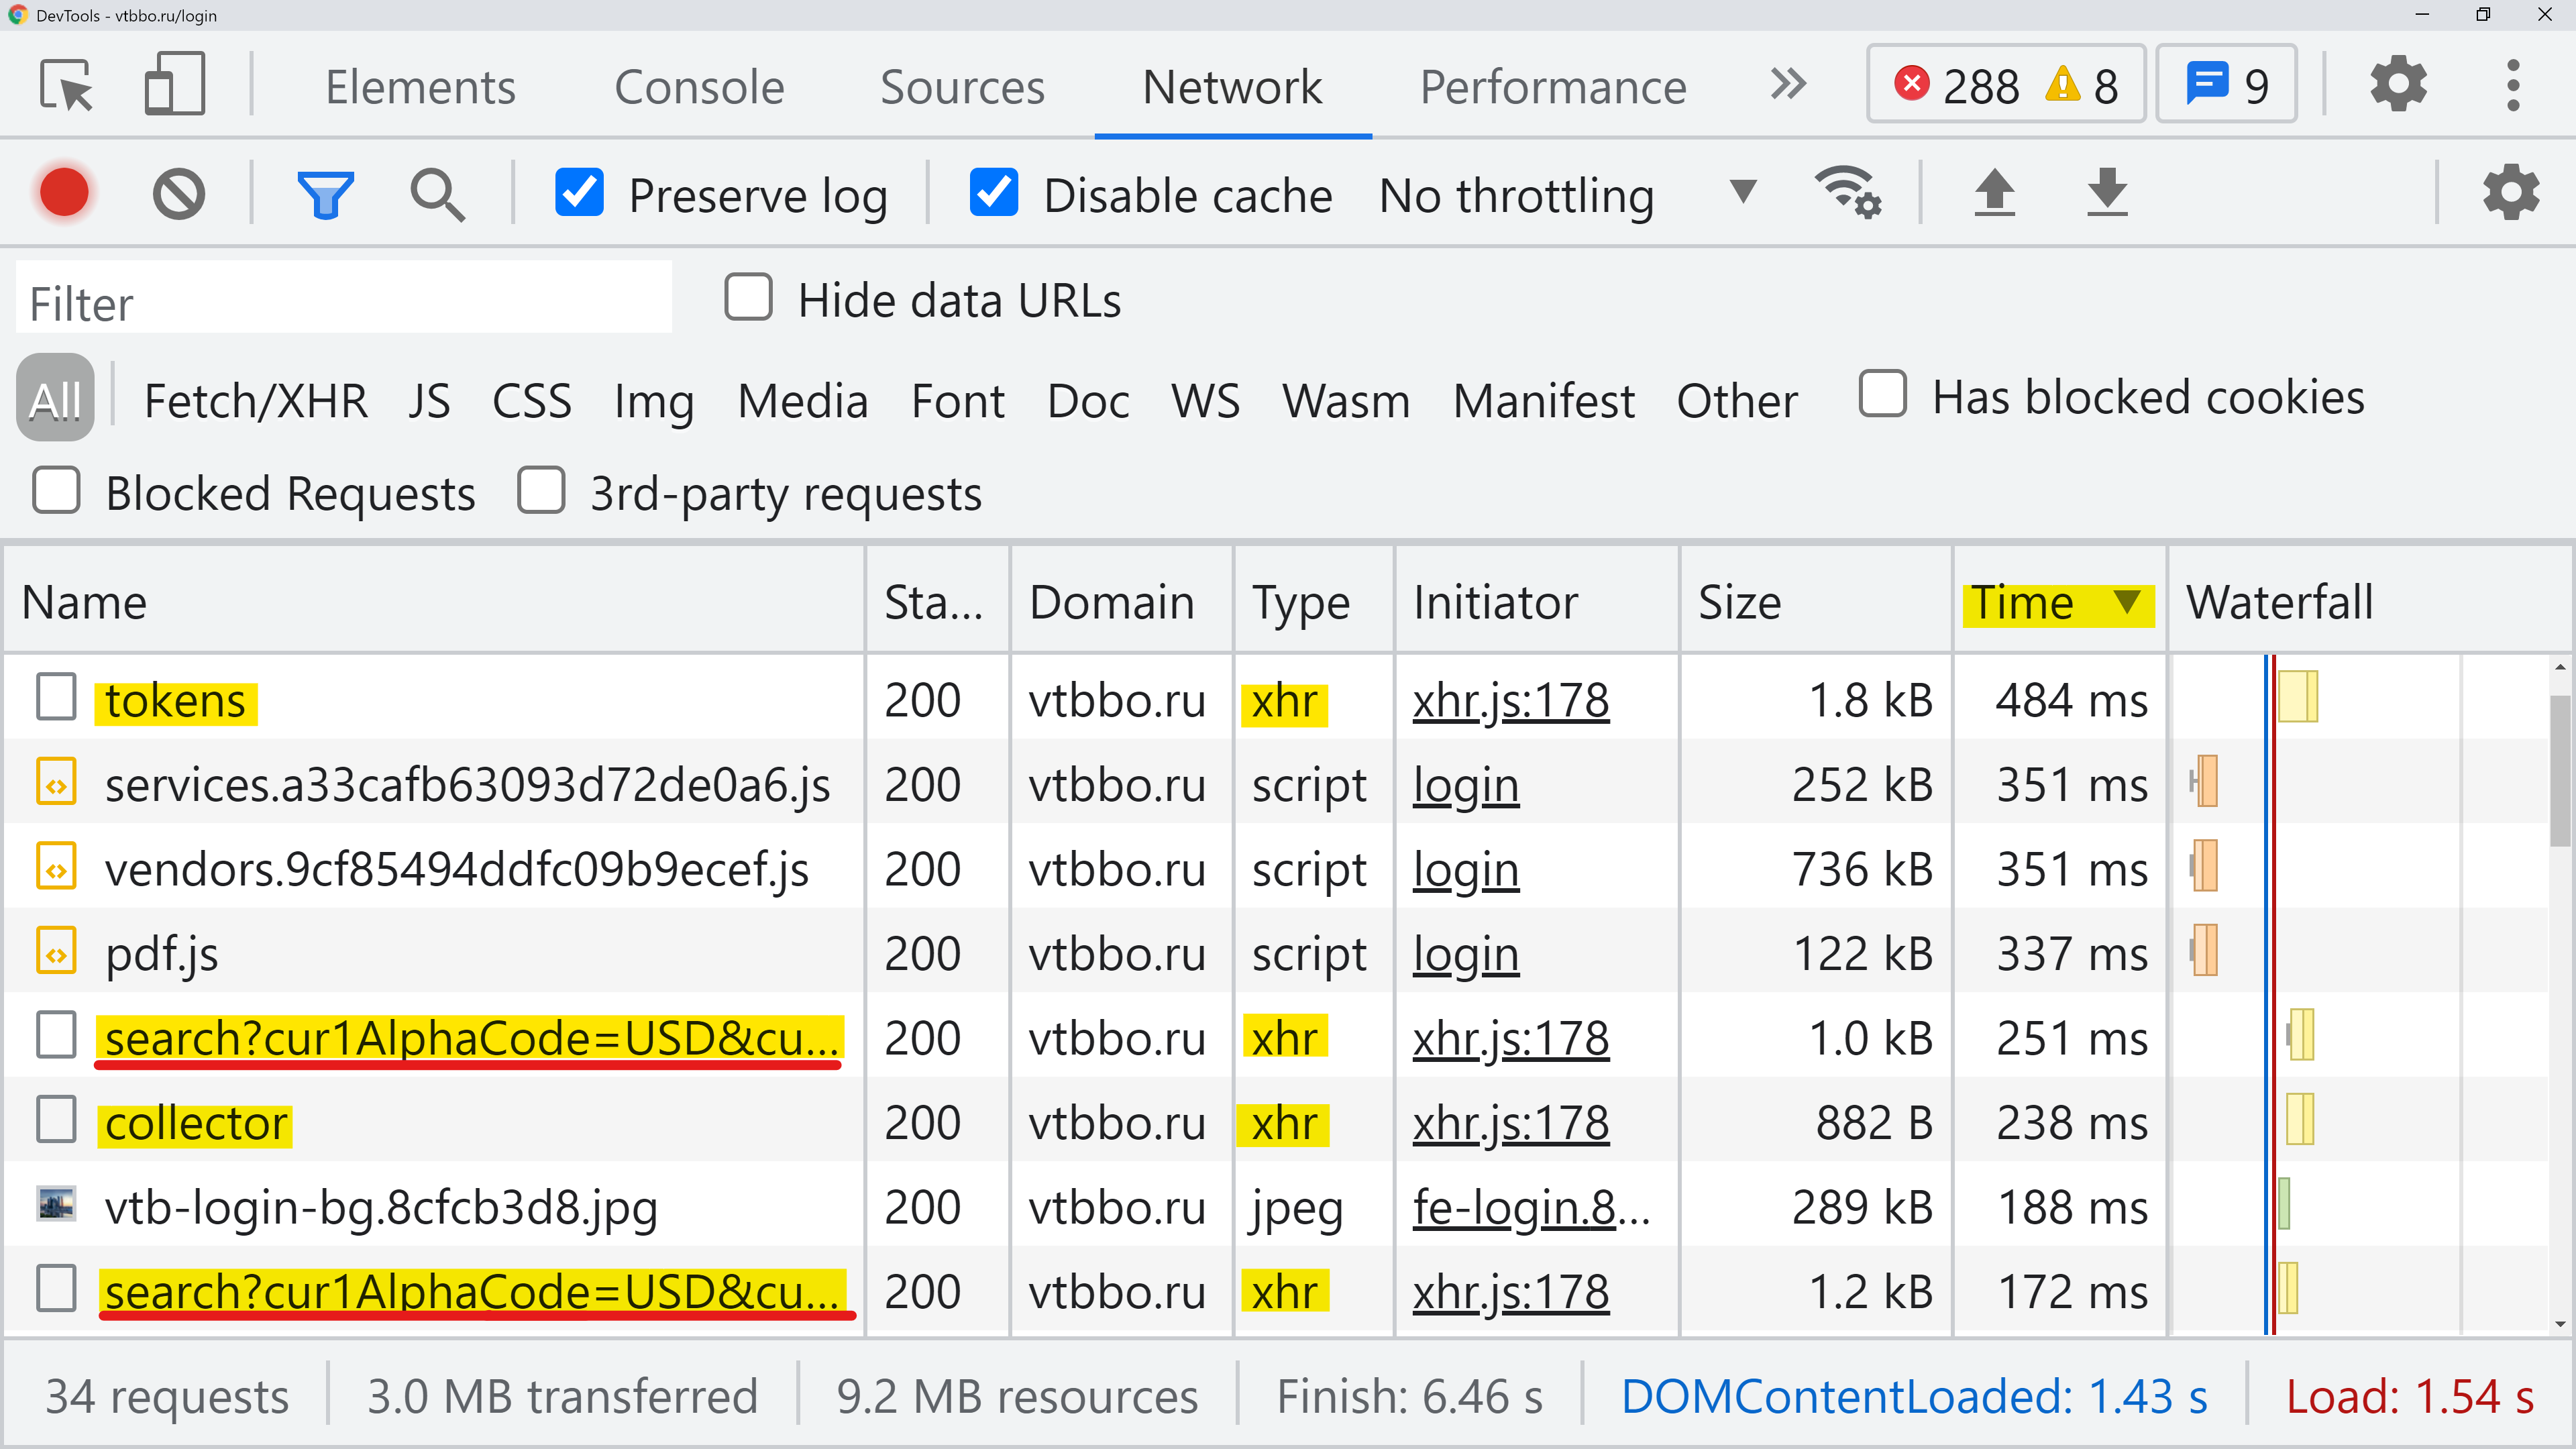 DevTools - vtbbo.ru/login
Elements Console Sources Network Performance 288 8 9
Preserve log Disable cache No throttling
Filter Hide data URLs
All Fetch/XHR JS CSS Img Media Font Doc WS Wasm Manifest Other Has blocked cookies
Blocked Requests 3rd-party requests
Name Sta... Domain Type Initiator Size Time Waterfall
tokens 200 vtbbo.ru xhr xhr.js:178 1.8 kB 484 ms
services.a33cafb63093d72de0a6.js 200 vtbbo.ru script login 252 kB 351 ms
vendors.9cf85494ddfc09b9ecef.js 200 vtbbo.ru script login 736 kB 351 ms
pdf.js 200 vtbbo.ru script login 122 kB 337 ms
search?cur1AlphaCode=USD&cu... 200 vtbbo.ru xhr xhr.js:178 1.0 kB 251 ms
collector 200 vtbbo.ru xhr xhr.js:178 882 B 238 ms
vtb-login-bg.8cfcb3d8.jpg 200 vtbbo.ru jpeg fe-login.8... 289 kB 188 ms
search?cur1AlphaCode=USD&cu... 200 vtbbo.ru xhr xhr.js:178 1.2 kB 172 ms
34 requests 3.0 MB transferred 9.2 MB resources Finish: 6.46 s DOMContentLoaded: 1.43 s Load: 1.54 s